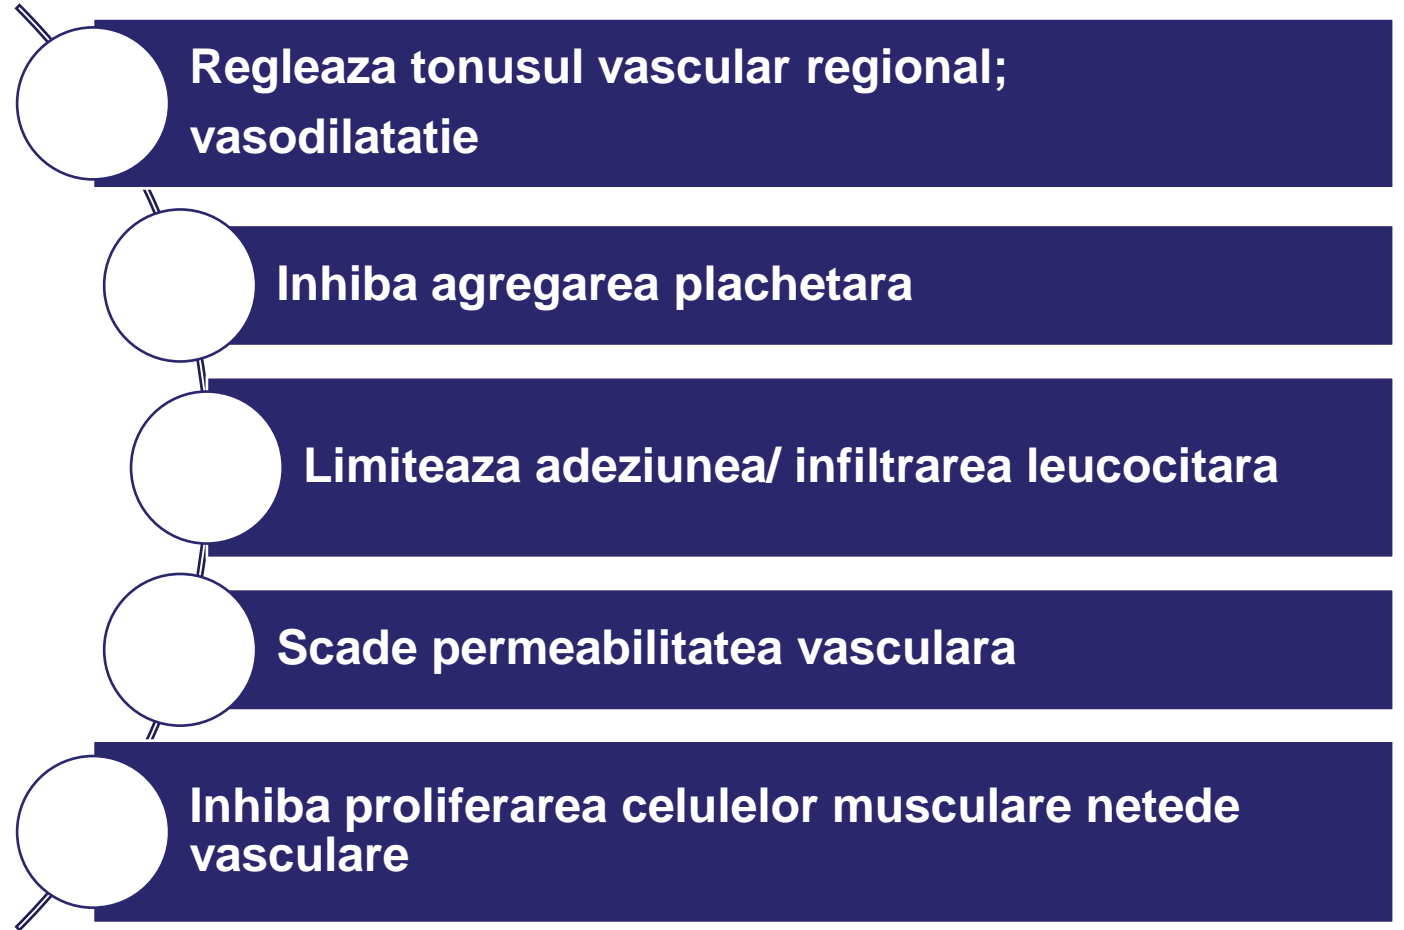 Regleaza tonusul vascular regional;
vasodilatatie
Inhiba agregarea plachetara
Limiteaza adeziunea/ infiltrarea leucocitara
Scade permeabilitatea vasculara
Inhiba proliferarea celulelor musculare netede
vasculare